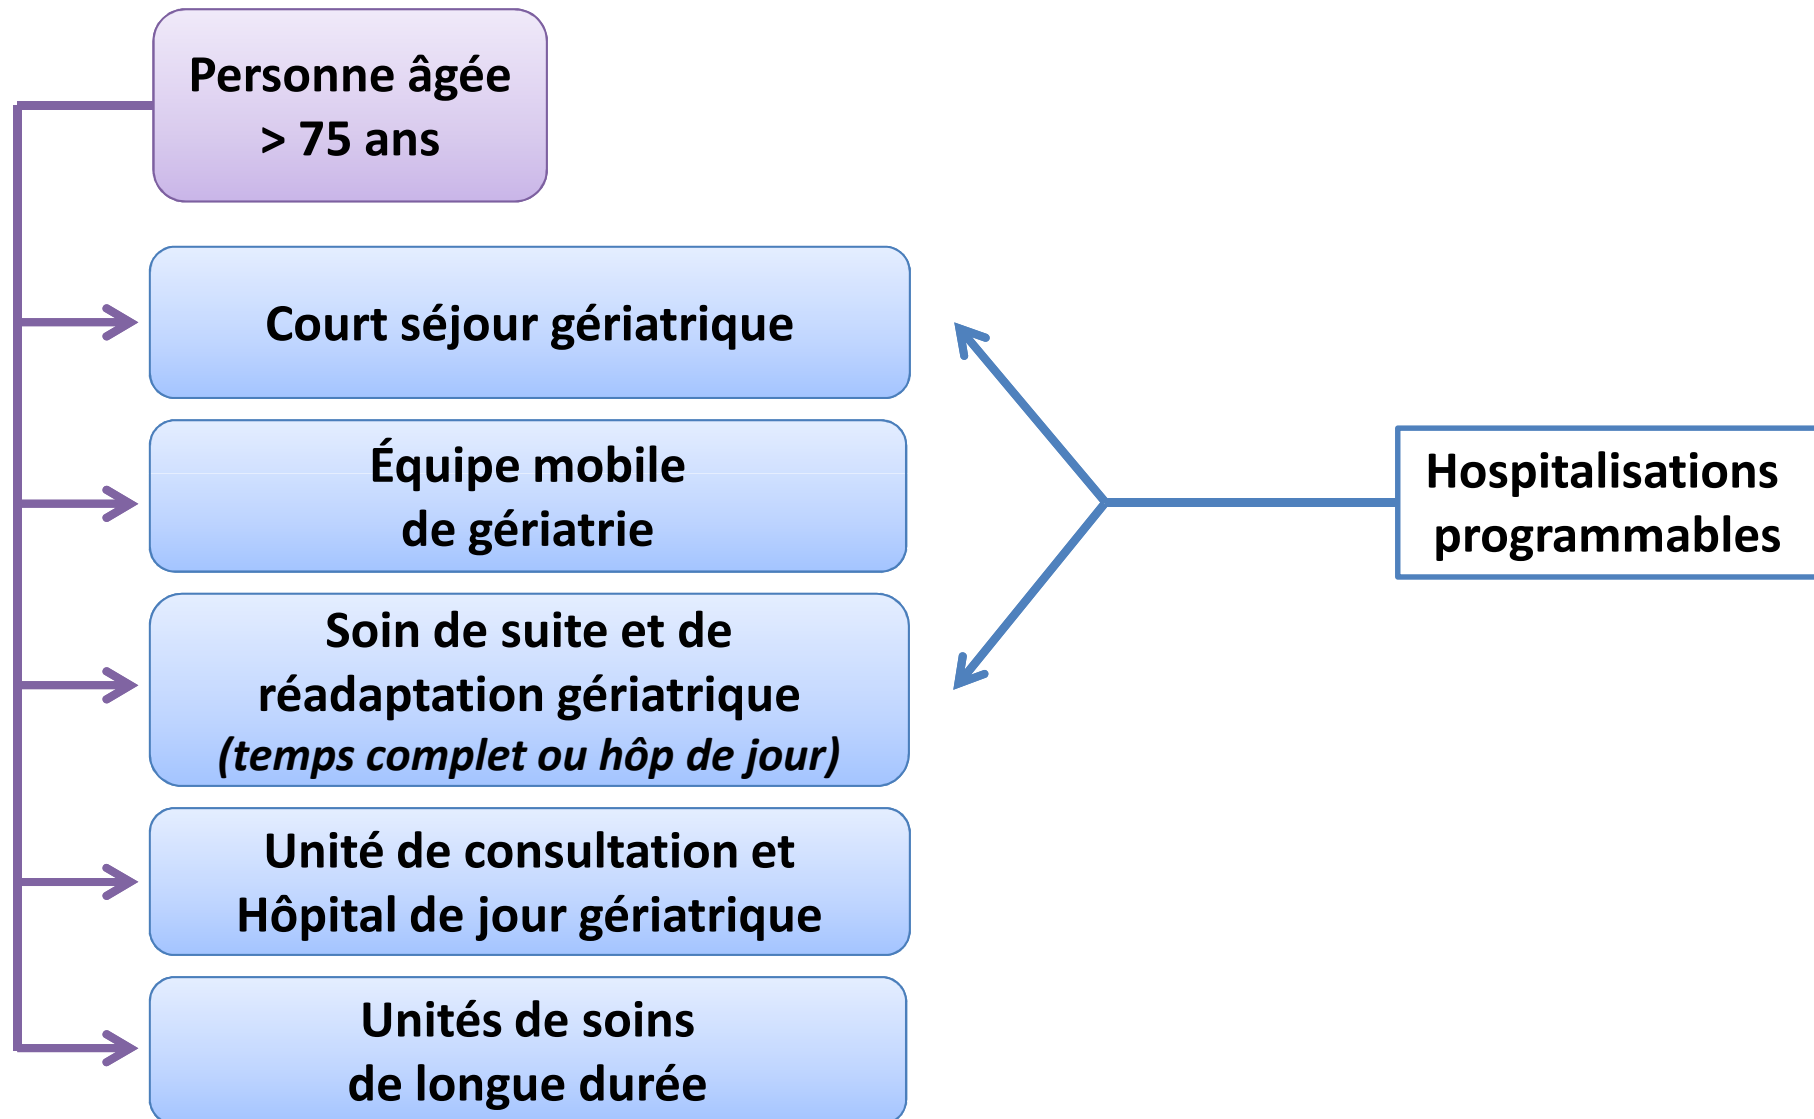 Personne âgée
> 75 ans
Court séjour gériatrique
Équipe mobile
de gériatrie
Soin de suite et de
réadaptation gériatrique
(temps complet ou hôp de jour)
Unité de consultation et
Hôpital de jour gériatrique
Unités de soins
de longue durée
Hospitalisations
programmables